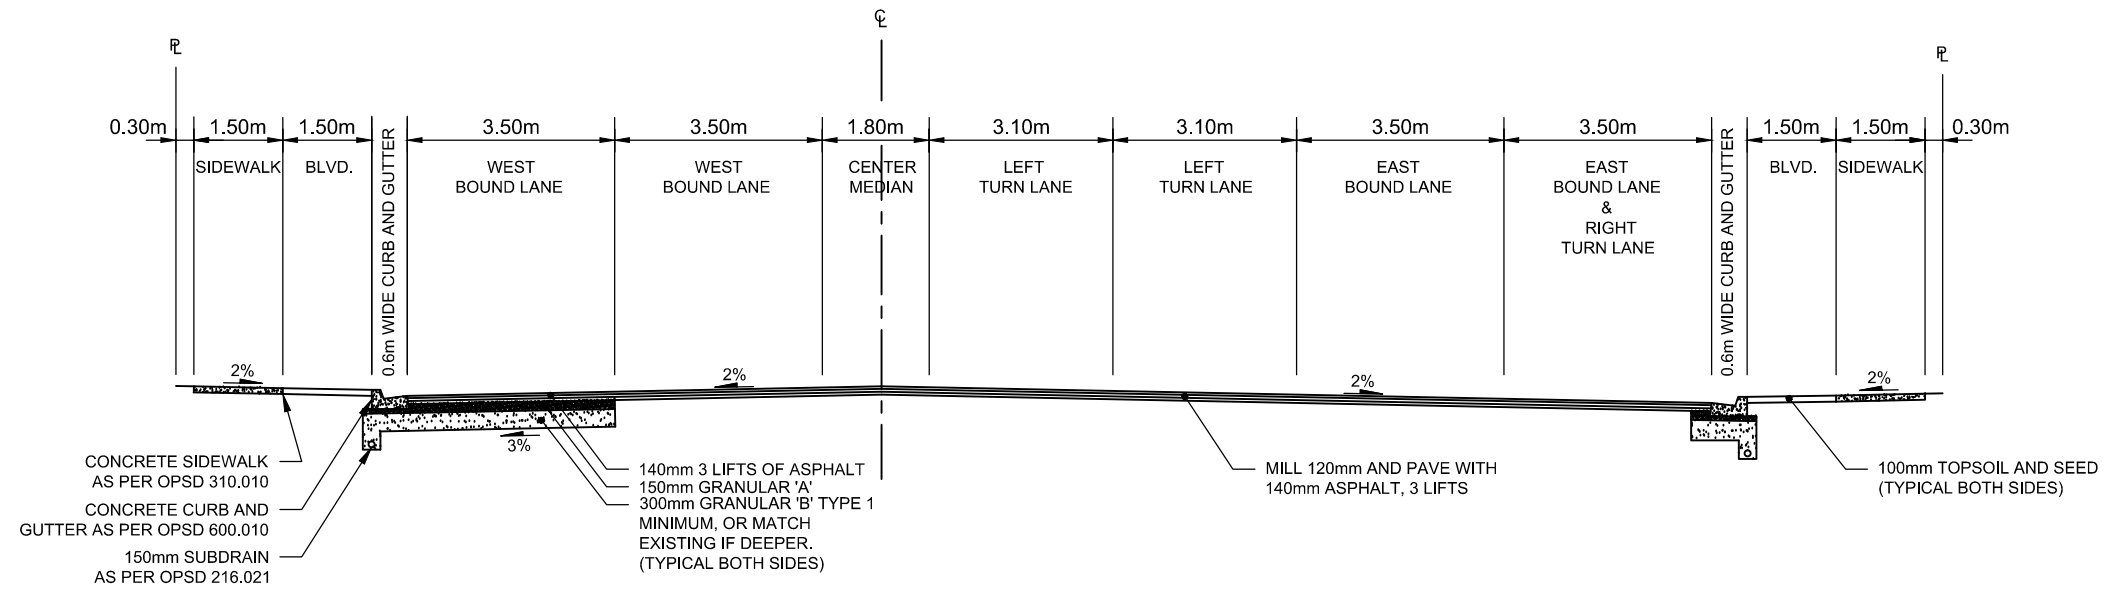 ℄
⅊
⅊
0.30m 1.50m 1.50m 3.50m 3.50m 1.80m 3.10m 3.10m 3.50m 3.50m 1.50m 1.50m 0.30m
SIDEWALK
BLVD.
0.6m WIDE CURB AND GUTTER
WEST
BOUND LANE
WEST
BOUND LANE
CENTER
MEDIAN
LEFT
TURN LANE
LEFT
TURN LANE
EAST
BOUND LANE
EAST
BOUND LANE
&
RIGHT
TURN LANE
0.6m WIDE CURB AND GUTTER
BLVD.
SIDEWALK
2%
2%
2%
2%
3%
CONCRETE SIDEWALK
AS PER OPSD 310.010
CONCRETE CURB AND
GUTTER AS PER OPSD 600.010
150mm SUBDRAIN
AS PER OPSD 216.021
140mm 3 LIFTS OF ASPHALT
150mm GRANULAR 'A'
300mm GRANULAR 'B' TYPE 1
MINIMUM, OR MATCH
EXISTING IF DEEPER.
(TYPICAL BOTH SIDES)
MILL 120mm AND PAVE WITH
140mm ASPHALT, 3 LIFTS
100mm TOPSOIL AND SEED
(TYPICAL BOTH SIDES)